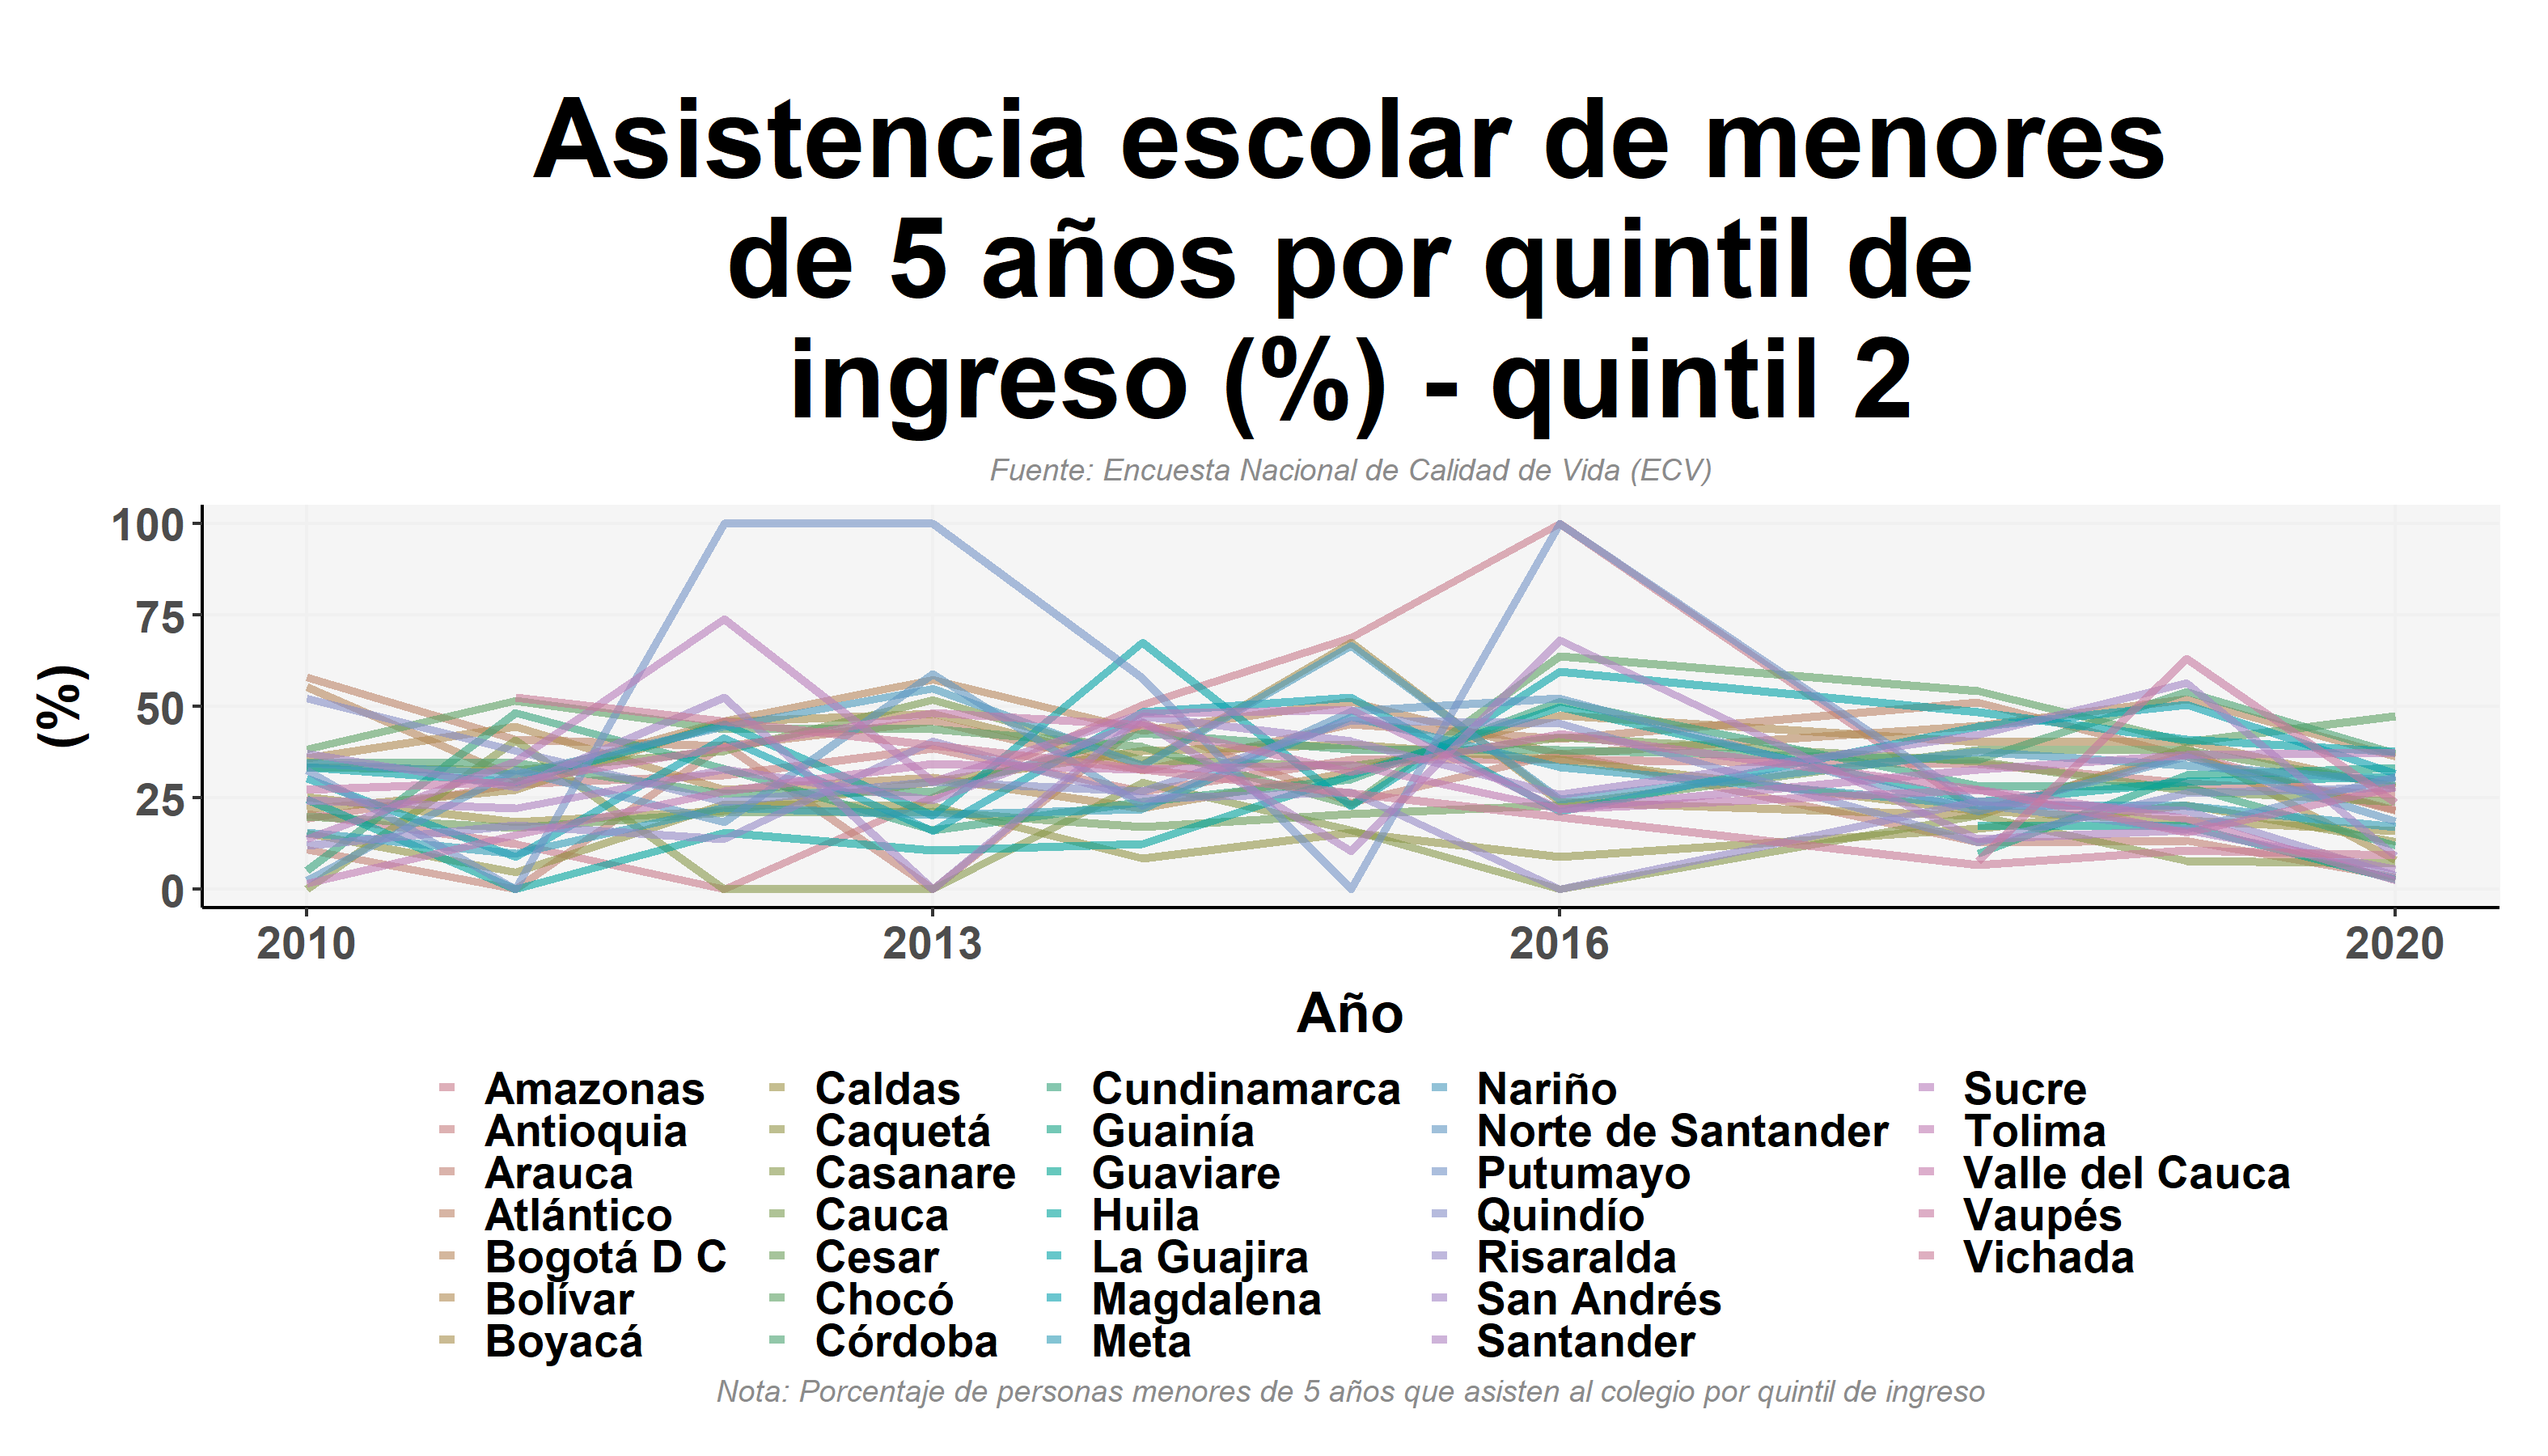 Asistencia escolar de menores
de 5 años por quintil de
ingreso (%) - quintil 2
Fuente: Encuesta Nacional de Calidad de Vida (ECV)
100
75
50
25
0
(%)
2010 2013 2016 2020
Año
Amazonas Caldas Cundinamarca Nariño Sucre
Antioquia Caquetá Guainía Norte de Santander Tolima
Arauca Casanare Guaviare Putumayo Valle del Cauca
Atlántico Cauca Huila Quindío Vaupés
Bogotá D C Cesar La Guajira Risaralda Vichada
Bolívar Chocó Magdalena San Andrés
Boyacá Córdoba Meta Santander
Nota: Porcentaje de personas menores de 5 años que asisten al colegio por quintil de ingreso